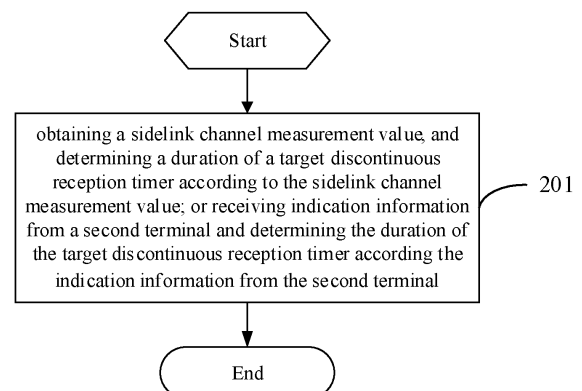 Start
obtaining a sidelink channel measurement value, and
determining a duration of a target discontinuous
reception timer according to the sidelink channel
measurement value; or receiving indication information
from a second terminal and determining the duration of
the target discontinuous reception timer according the
indication information from the second terminal
201
End